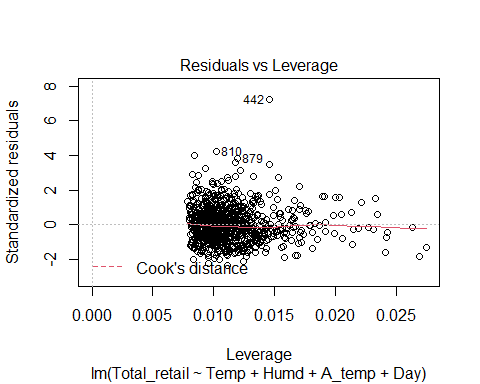 Residuals vs Leverage
Standardized residuals
8
6
4
2
0
-2
442
810
879
Cook's distance
0.000 0.005 0.010 0.015 0.020 0.025
Leverage
lm(Total_retail ~ Temp + Humd + A_temp + Day)